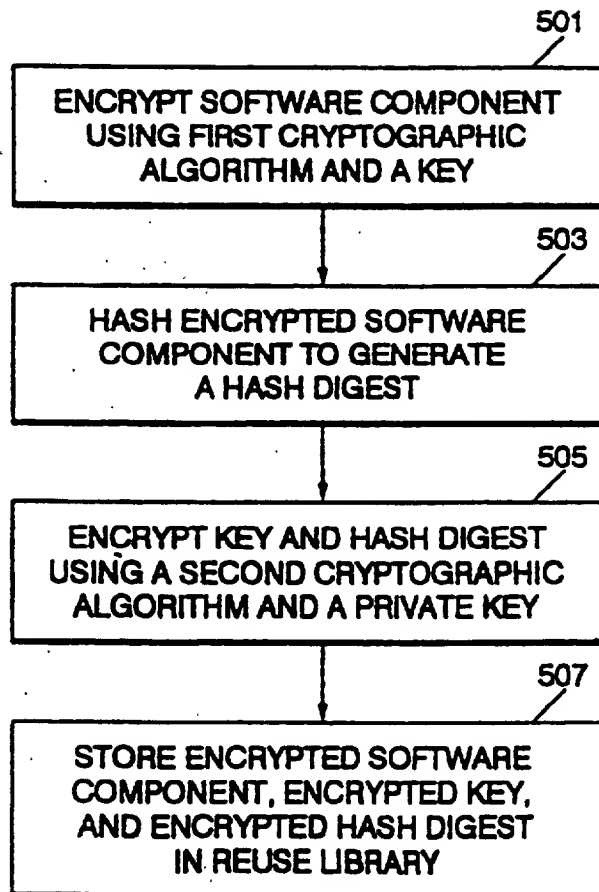 501
ENCRYPT SOFTWARE COMPONENT
USING FIRST CRYPTOGRAPHIC
ALGORITHM AND A KEY
503
HASH ENCRYPTED SOFTWARE
COMPONENT TO GENERATE
A HASH DIGEST
505
ENCRYPT KEY AND HASH DIGEST
USING A SECOND CRYPTOGRAPHIC
ALGORITHM AND A PRIVATE KEY
507
STORE ENCRYPTED SOFTWARE
COMPONENT, ENCRYPTED KEY,
AND ENCRYPTED HASH DIGEST
IN REUSE LIBRARY